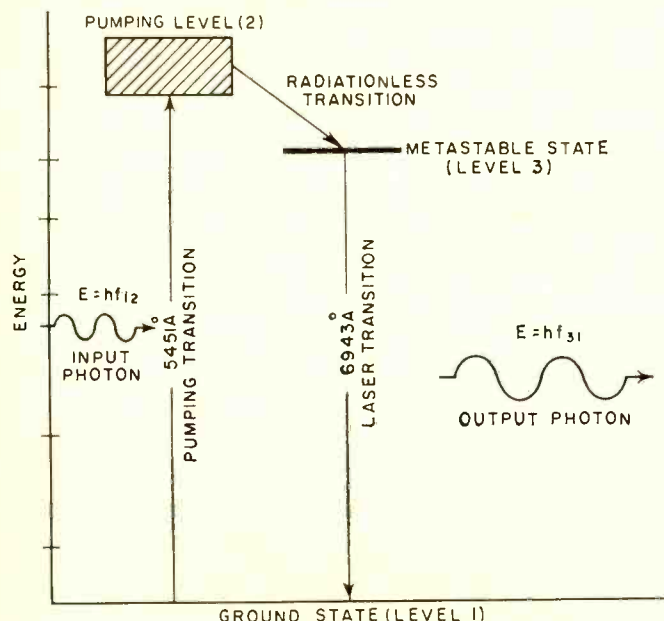 PUMPING LEVEL (2)
RADIATIONLESS
TRANSITION
METASTABLE STATE
(LEVEL 3)
ENERGY
E=hf12
INPUT
PHOTON
5451Å
PUMPING TRANSITION
6943Å
LASER TRANSITION
E=hf31
OUTPUT PHOTON
GROUND STATE (LEVEL 1)